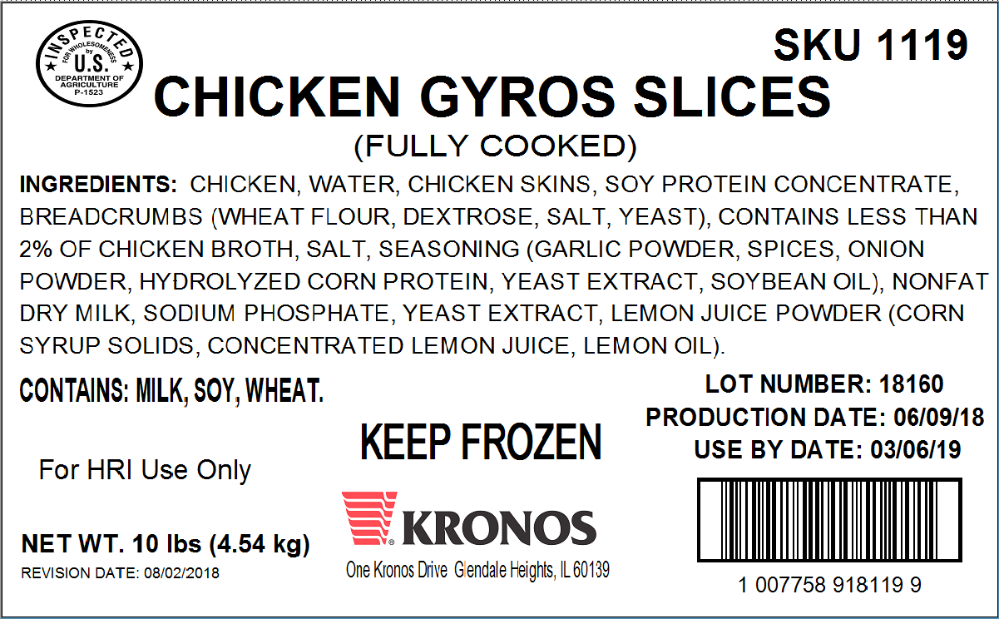 INSPECTED
FOR WHOLESOMENESS
by
U.S.
DEPARTMENT OF
AGRICULTURE
P-1523
SKU 1119
CHICKEN GYROS SLICES
(FULLY COOKED)
INGREDIENTS: CHICKEN, WATER, CHICKEN SKINS, SOY PROTEIN CONCENTRATE,
BREADCRUMBS (WHEAT FLOUR, DEXTROSE, SALT, YEAST), CONTAINS LESS THAN
2% OF CHICKEN BROTH, SALT, SEASONING (GARLIC POWDER, SPICES, ONION
POWDER, HYDROLYZED CORN PROTEIN, YEAST EXTRACT, SOYBEAN OIL), NONFAT
DRY MILK, SODIUM PHOSPHATE, YEAST EXTRACT, LEMON JUICE POWDER (CORN
SYRUP SOLIDS, CONCENTRATED LEMON JUICE, LEMON OIL).
CONTAINS: MILK, SOY, WHEAT.
LOT NUMBER: 18160
PRODUCTION DATE: 06/09/18
USE BY DATE: 03/06/19
KEEP FROZEN
For HRI Use Only
KRONOS
®
NET WT. 10 lbs (4.54 kg)
REVISION DATE: 08/02/2018
One Kronos Drive Glendale Heights, IL 60139
1 007758 918119 9